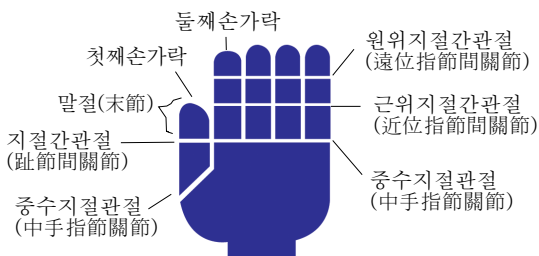 둘째손가락
첫째손가락
말절(末節)
지절간관절
(趾節間關節)
중수지절관절
(中手指節關節)
원위지절간관절
(遠位指節間關節)
근위지절간관절
(近位指節間關節)
중수지절관절
(中手指節關節)